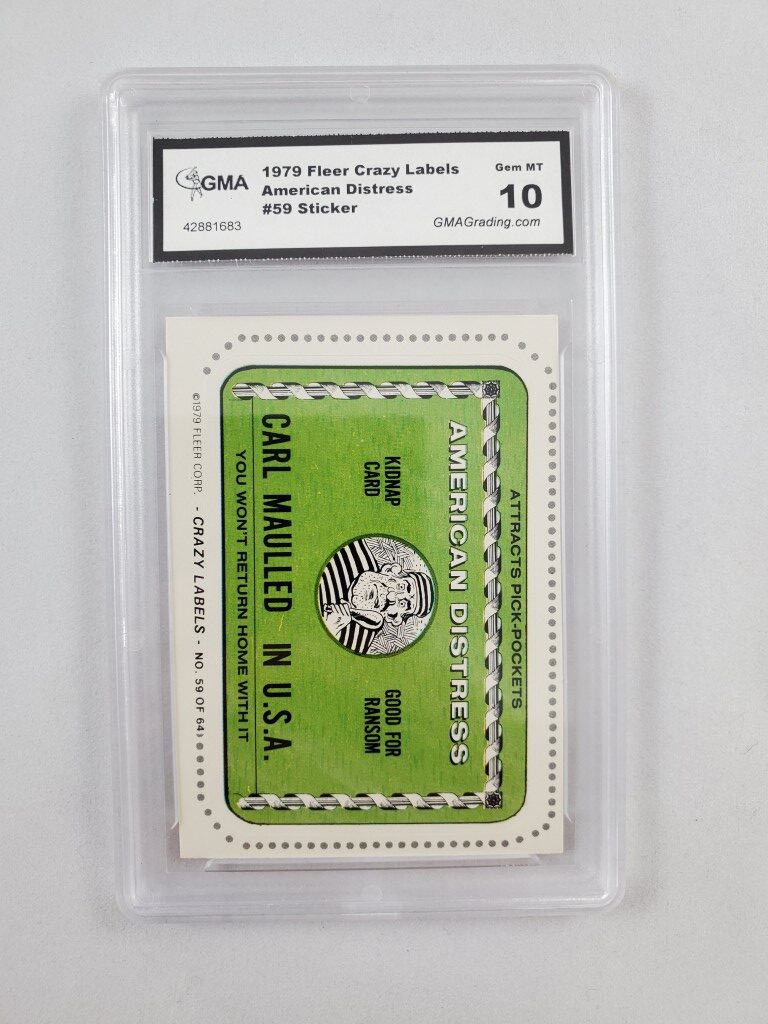 GMA
42881683
1979 Fleer Crazy Labels
American Distress
#59 Sticker
Gem MT
10
GMAGrading.com
ATTRACTS PICK-POCKETS
AMERICAN DISTRESS
KIDNAP
CARD
GOOD FOR
RANSOM
CARL MAULLED IN U.S.A.
YOU WON'T RETURN HOME WITH IT
©1979 FLEER CORP. - CRAZY LABELS - NO. 59 OF 64)